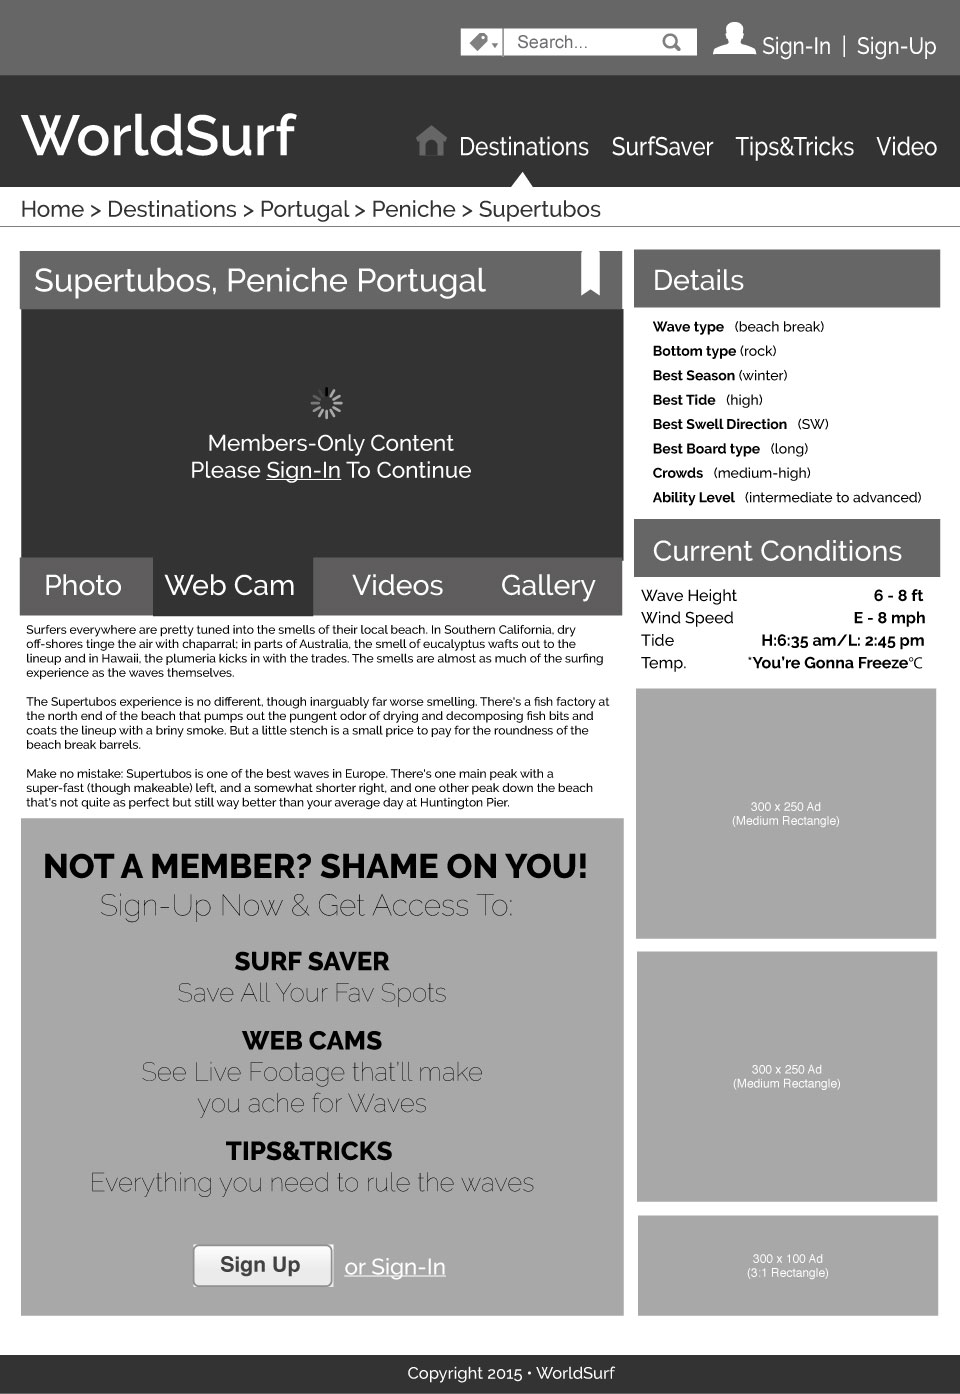 Search...
Sign-In | Sign-Up
WorldSurf
Destinations SurfSaver Tips&Tricks Video
Home > Destinations > Portugal > Peniche > Supertubos
Supertubos, Peniche Portugal
Members-Only Content
Please Sign-In To Continue
Photo Web Cam Videos Gallery
Surfers everywhere are pretty tuned into the smells of their local beach. In Southern California, dry
off-shores tinge the air with chaparral; in parts of Australia, the smell of eucalyptus wafts out to the
lineup and in Hawaii, the plumeria kicks in with the trades. The smells are almost as much of the surfing
experience as the waves themselves.
The Supertubos experience is no different, though inarguably far worse smelling. There's a fish factory at
the north end of the beach that pumps out the pungent odor of drying and decomposing fish bits and
coats the lineup with a briny smoke. But a little stench is a small price to pay for the roundness of the
beach break barrels.
Make no mistake: Supertubos is one of the best waves in Europe. There's one main peak with a
super-fast (though makeable) left, and a somewhat shorter right, and one other peak down the beach
that's not quite as perfect but still way better than your average day at Huntington Pier.
NOT A MEMBER? SHAME ON YOU!
Sign-Up Now & Get Access To:
SURF SAVER
Save All Your Fav Spots
WEB CAMS
See Live Footage that'll make
you ache for Waves
TIPS&TRICKS
Everything you need to rule the waves
Sign Up or Sign-In
Details
Wave type (beach break)
Bottom type (rock)
Best Season (winter)
Best Tide (high)
Best Swell Direction (SW)
Best Board type (long)
Crowds (medium-high)
Ability Level (intermediate to advanced)
Current Conditions
Wave Height 6 - 8 ft
Wind Speed E - 8 mph
Tide H:6:35 am/L: 2:45 pm
Temp. *You're Gonna Freeze°C
300 x 250 Ad
(Medium Rectangle)
300 x 250 Ad
(Medium Rectangle)
300 x 100 Ad
(3:1 Rectangle)
Copyright 2015 • WorldSurf